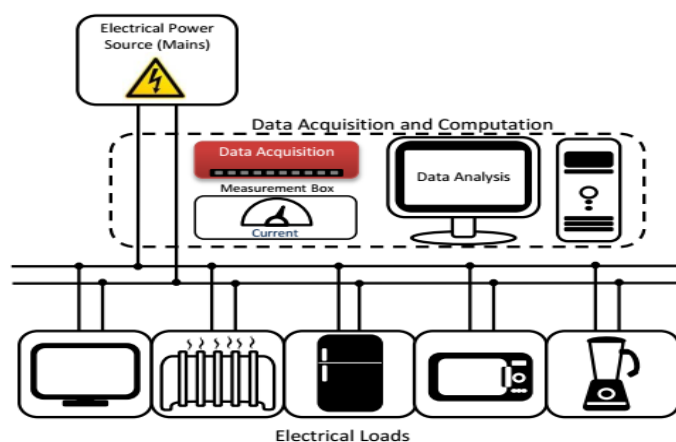 Electrical Power
Source (Mains)
Data Acquisition and Computation
Data Acquisition
Measurement Box
Current
Data Analysis
Electrical Loads